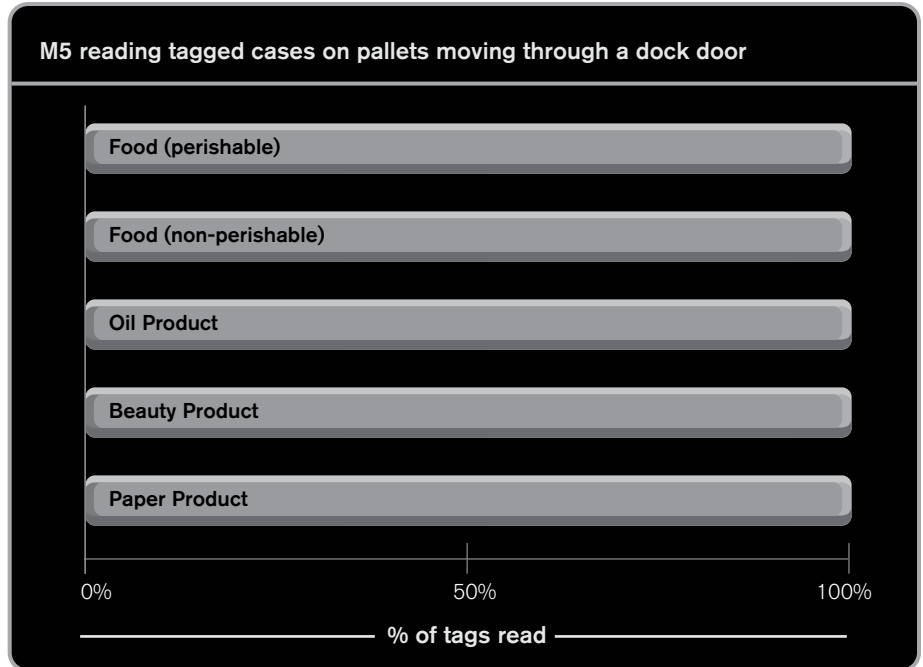 M5 reading tagged cases on pallets moving through a dock door
Food (perishable)
Food (non-perishable)
Oil Product
Beauty Product
Paper Product
0% 50% 100%
% of tags read